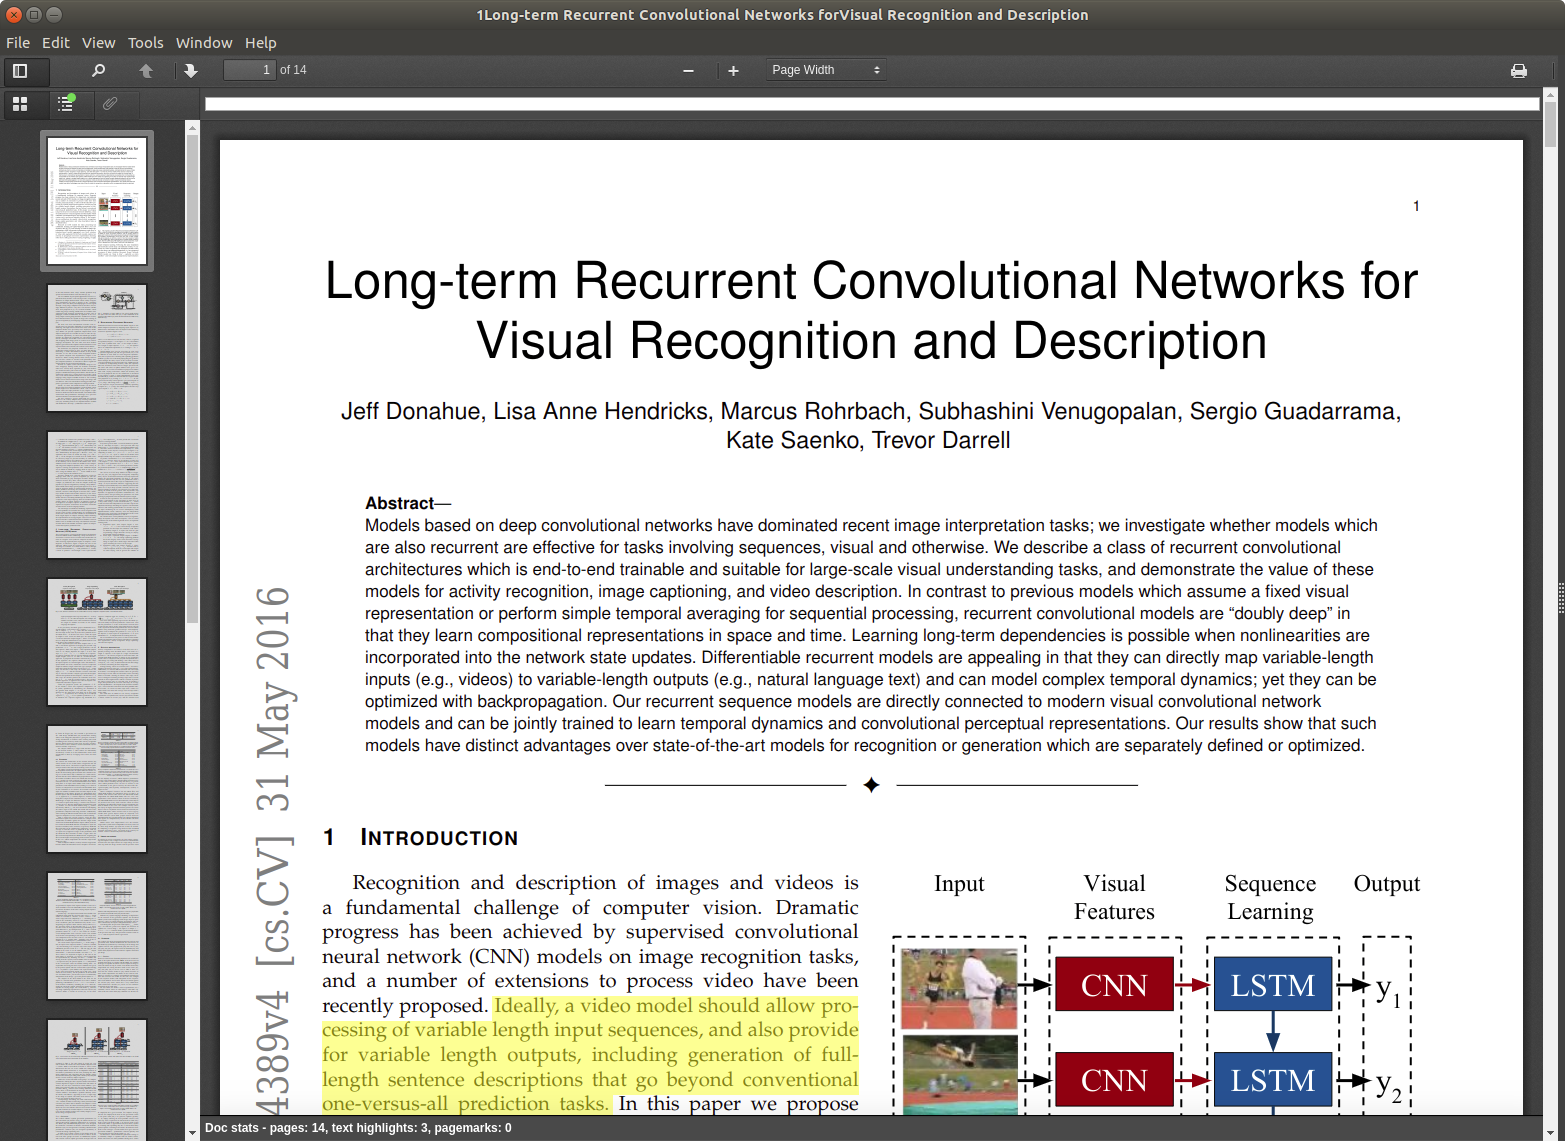 1Long-term Recurrent Convolutional Networks forVisual Recognition and Description
File Edit View Tools Window Help
1 of 14
Page Width
1
Long-term Recurrent Convolutional Networks for
Visual Recognition and Description
Jeff Donahue, Lisa Anne Hendricks, Marcus Rohrbach, Subhashini Venugopalan, Sergio Guadarrama,
Kate Saenko, Trevor Darrell
Abstract—
Models based on deep convolutional networks have dominated recent image interpretation tasks; we investigate whether models which
are also recurrent are effective for tasks involving sequences, visual and otherwise. We describe a class of recurrent convolutional
architectures which is end-to-end trainable and suitable for large-scale visual understanding tasks, and demonstrate the value of these
models for activity recognition, image captioning, and video description. In contrast to previous models which assume a fixed visual
representation or perform simple temporal averaging for sequential processing, recurrent convolutional models are “doubly deep” in
that they learn compositional representations in space and time. Learning long-term dependencies is possible when nonlinearities are
incorporated into the network state updates. Differentiable recurrent models are appealing in that they can directly map variable-length
inputs (e.g., videos) to variable-length outputs (e.g., natural language text) and can model complex temporal dynamics; yet they can be
optimized with backpropagation. Our recurrent sequence models are directly connected to modern visual convolutional network
models and can be jointly trained to learn temporal dynamics and convolutional perceptual representations. Our results show that such
models have distinct advantages over state-of-the-art models for recognition or generation which are separately defined or optimized.
4389v4 [cs.CV] 31 May 2016
1 INTRODUCTION
Recognition and description of images and videos is
a fundamental challenge of computer vision. Dramatic
progress has been achieved by supervised convolutional
neural network (CNN) models on image recognition tasks,
and a number of extensions to process video have been
recently proposed. Ideally, a video model should allow pro-
cessing of variable length input sequences, and also provide
for variable length outputs, including generation of full-
length sentence descriptions that go beyond conventional
one-versus-all prediction tasks. In this paper we propose
Input Visual Features Sequence Learning Output
CNN LSTM y1
CNN LSTM y2
Doc stats - pages: 14, text highlights: 3, pagemarks: 0